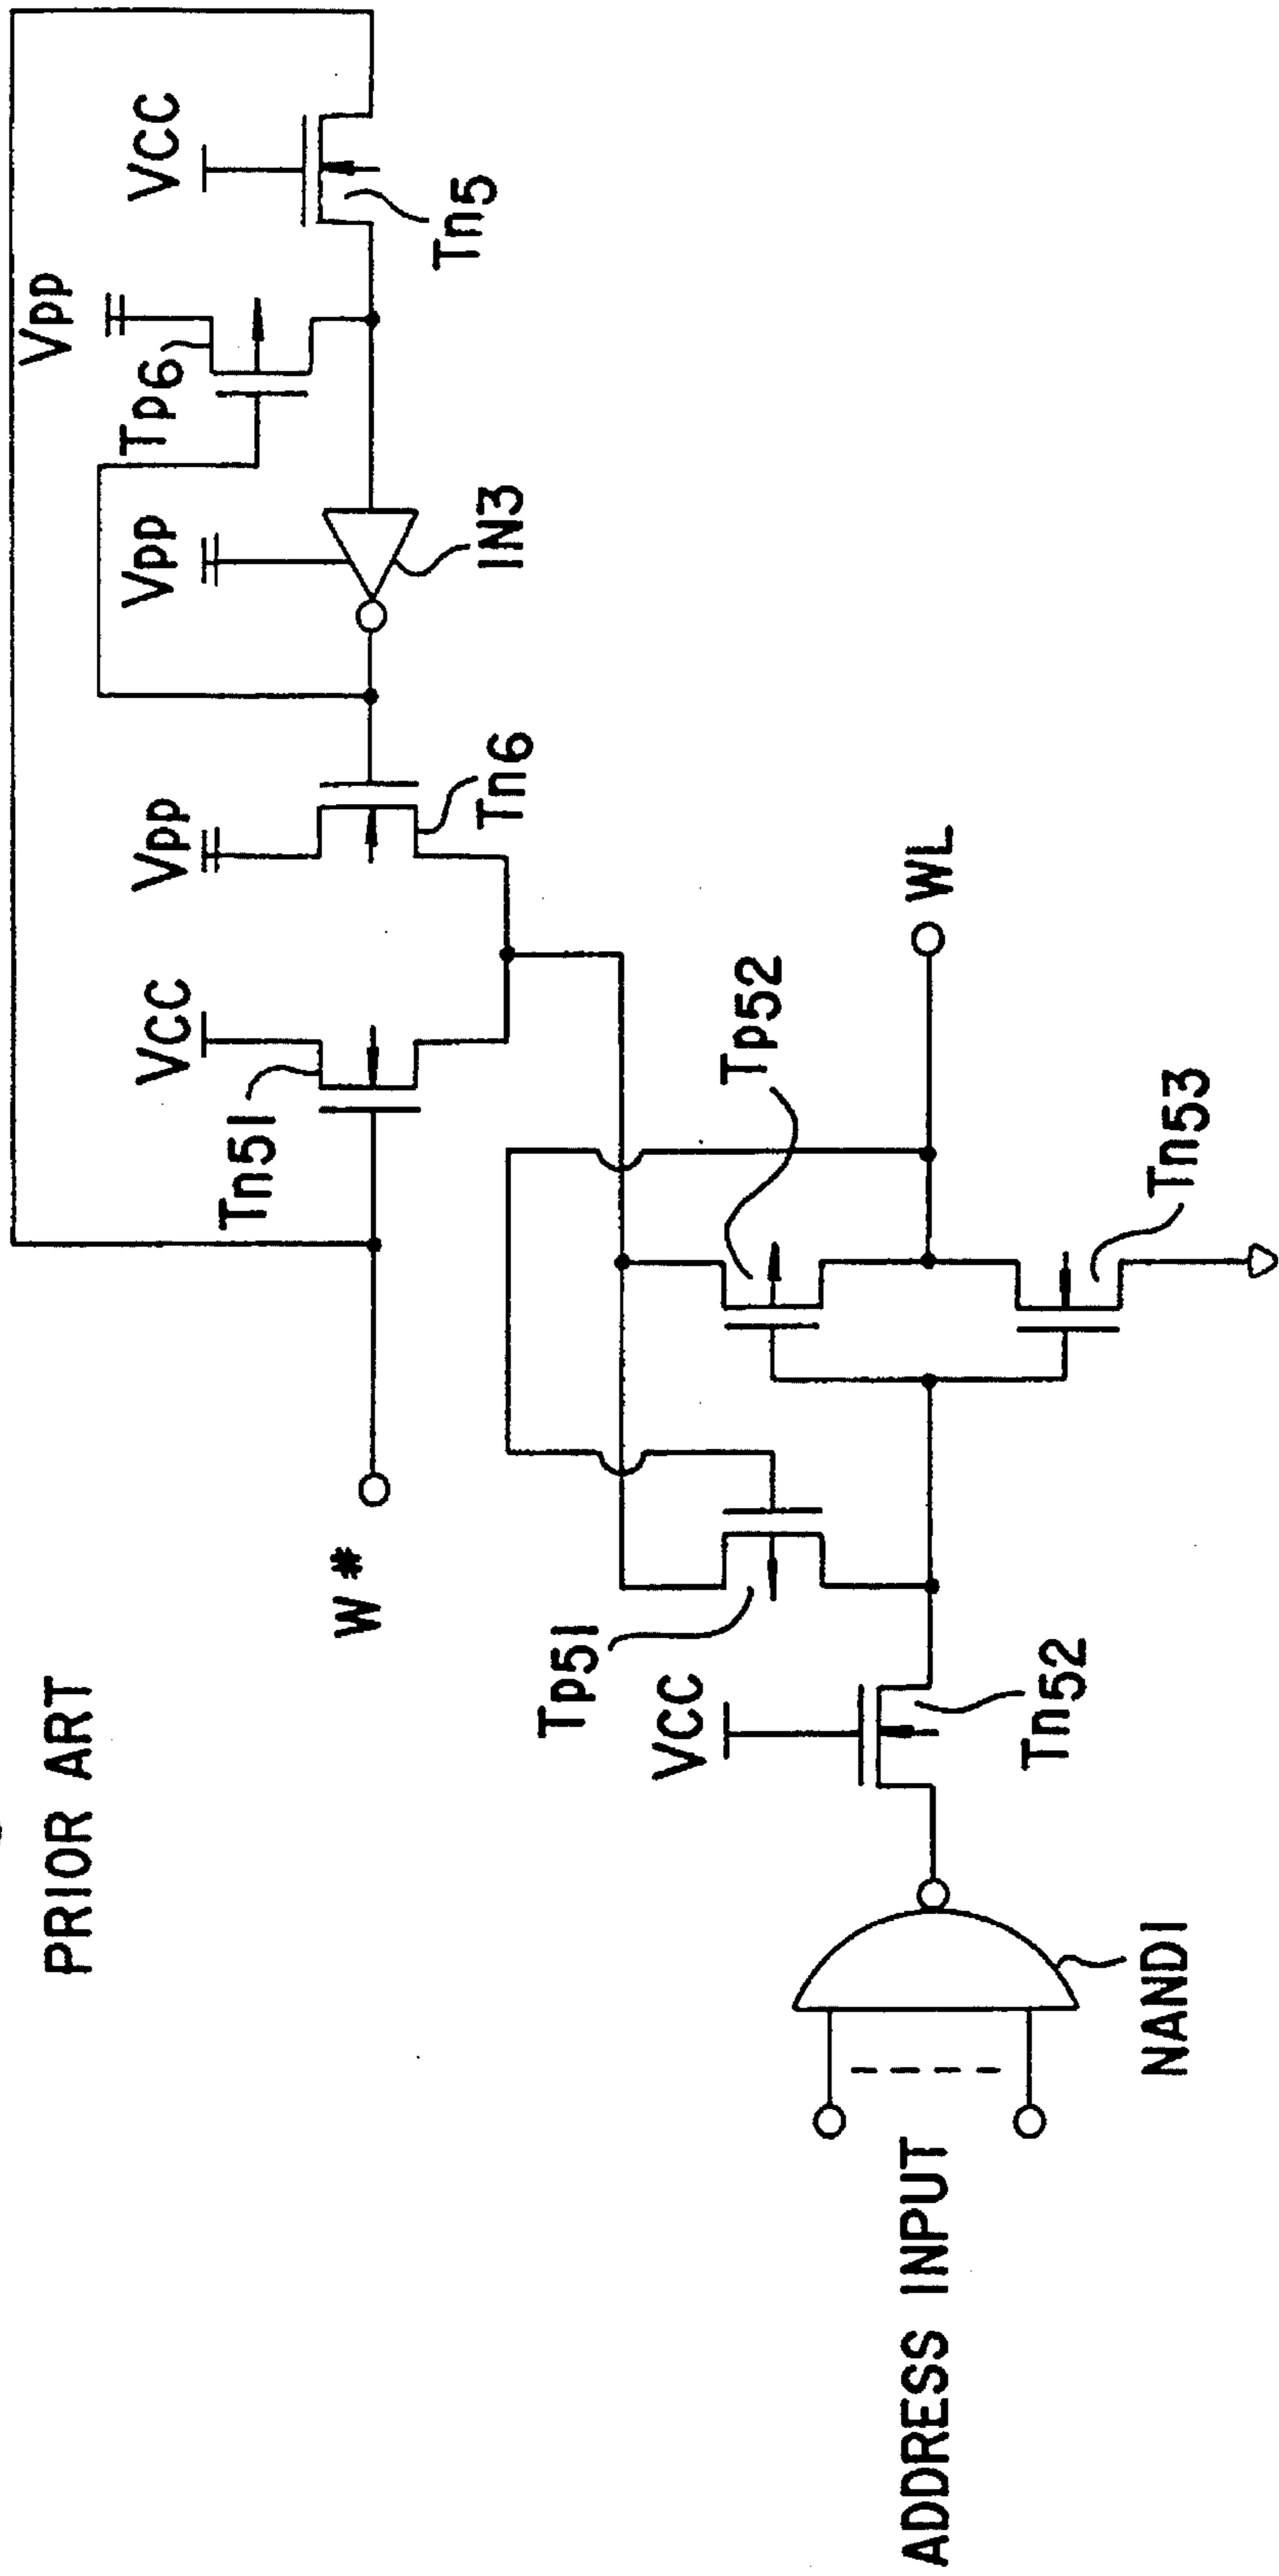 PRIOR ART
W*
Tn51
VCC
Vpp
Tn6
Vpp
IN3
Tp6
Vpp
VCC
Tn5
ADDRESS INPUT
NAND1
VCC
Tn52
Tp51
Tp52
Tn53
WL